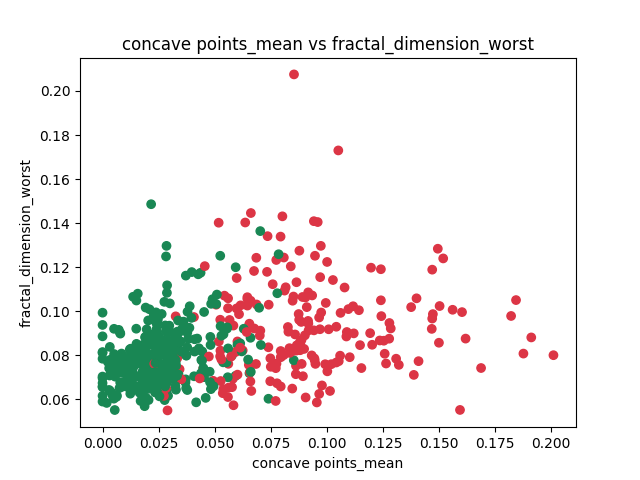 concave points_mean vs fractal_dimension_worst
0.20
0.18
0.16
0.14
0.12
0.10
0.08
0.06
fractal_dimension_worst
0.000 0.025 0.050 0.075 0.100 0.125 0.150 0.175 0.200
concave points_mean